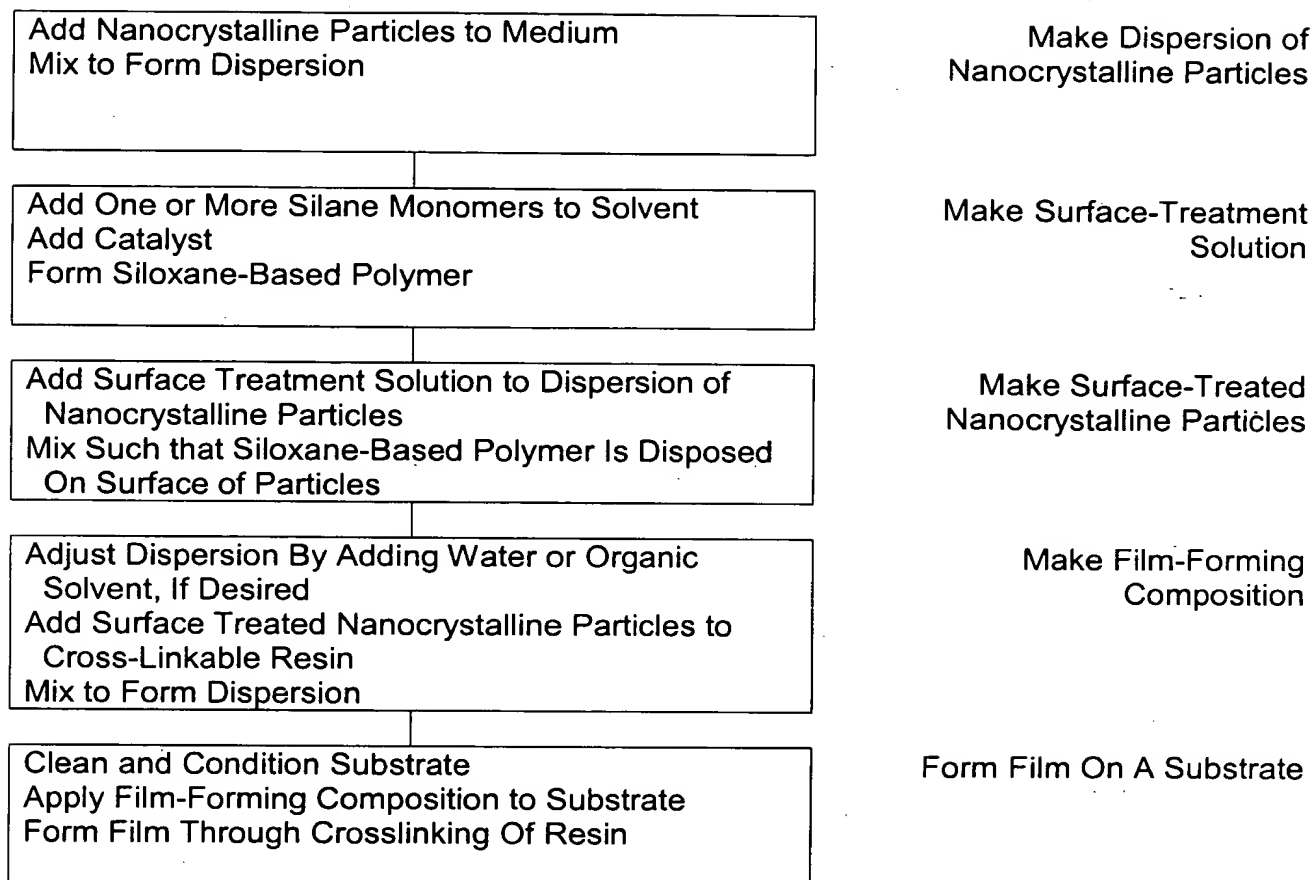 Add Nanocrystalline Particles to Medium
Mix to Form Dispersion
Make Dispersion of
Nanocrystalline Particles
Add One or More Silane Monomers to Solvent
Add Catalyst
Form Siloxane-Based Polymer
Make Surface-Treatment
Solution
Add Surface Treatment Solution to Dispersion of
Nanocrystalline Particles
Mix Such that Siloxane-Based Polymer Is Disposed
On Surface of Particles
Make Surface-Treated
Nanocrystalline Particles
Adjust Dispersion By Adding Water or Organic
Solvent, If Desired
Add Surface Treated Nanocrystalline Particles to
Cross-Linkable Resin
Mix to Form Dispersion
Make Film-Forming
Composition
Clean and Condition Substrate
Apply Film-Forming Composition to Substrate
Form Film Through Crosslinking Of Resin
Form Film On A Substrate